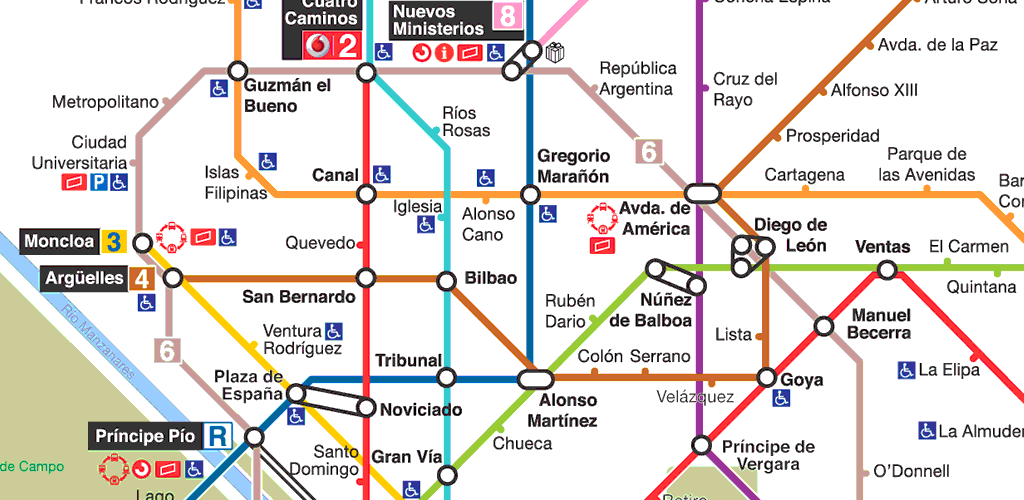 Francos Rodríguez
Cuatro
Caminos
2
Nuevos
Ministerios
8
Concha Espina
Arturo Soria
Avda. de la Paz
Guzmán el
Bueno
República
Argentina
Cruz del
Rayo
Alfonso XIII
Metropolitano
Ríos
Rosas
Prosperidad
Ciudad
Universitaria
P
6
Islas
Filipinas
Canal
Gregorio
Marañón
Parque de
las Avenidas
Cartagena
Iglesia
Alonso
Cano
Avda. de
América
Diego de
León
Moncloa 3
Quevedo
Ventas
El Carmen
Argüelles 4
Bilbao
Quintana
San Bernardo
Núñez
de Balboa
Rubén
Dario
Manuel
Becerra
Río Manzanares
Ventura
Rodríguez
Lista
6
Tribunal
Colón
Serrano
La Elipa
Plaza de
España
Goya
Velázquez
Noviciado
Alonso
Martínez
Príncipe Pío R
Chueca
La Almuden
Santo
Domingo
Gran Vía
Príncipe de
Vergara
de Campo
O'Donnell
Lago
Retiro